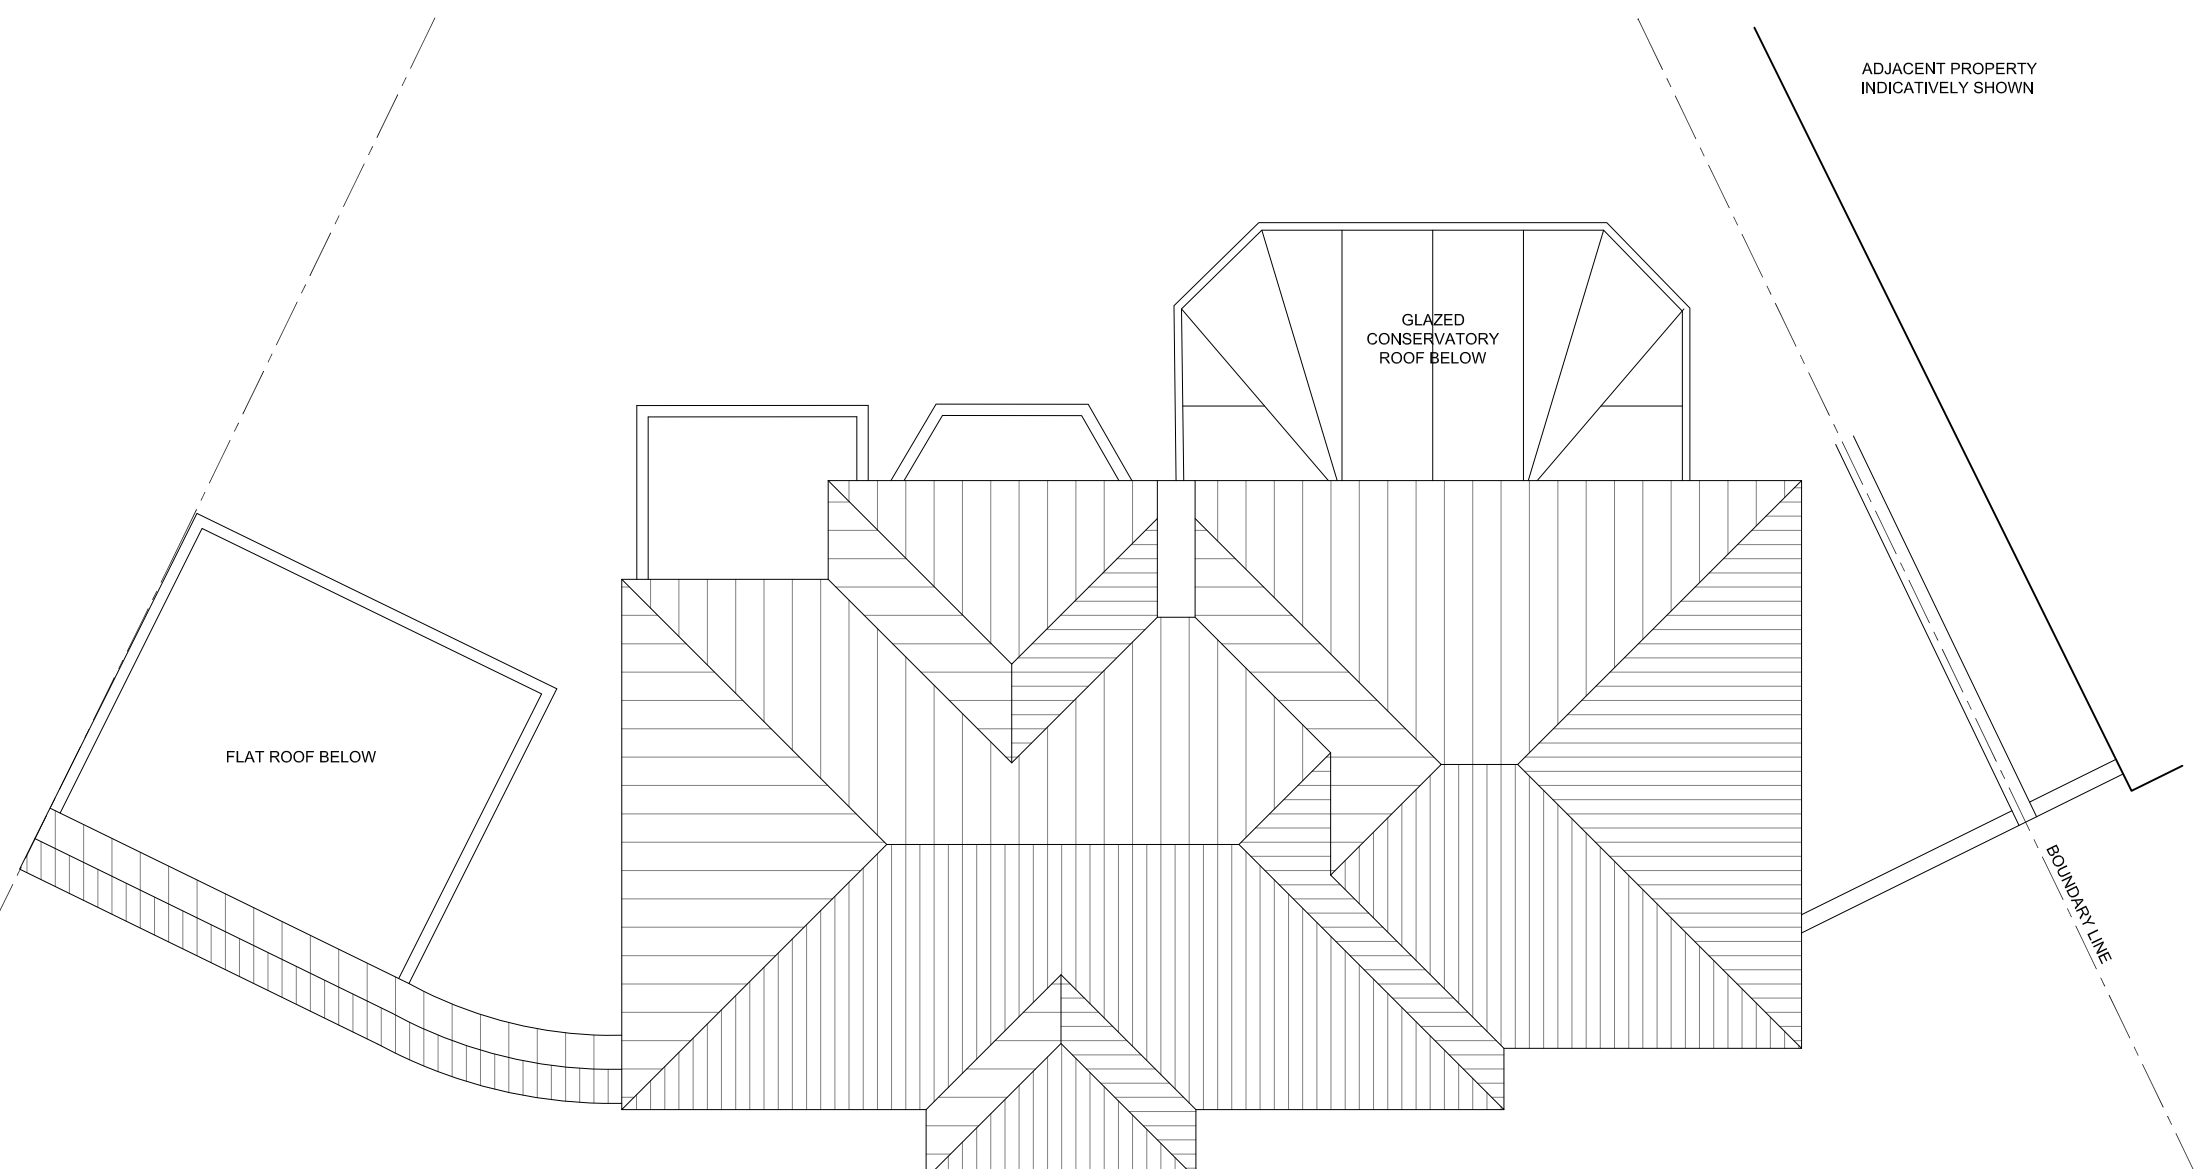 ADJACENT PROPERTY
INDICATIVELY SHOWN
GLAZED
CONSERVATORY
ROOF BELOW
FLAT ROOF BELOW
BOUNDARY LINE